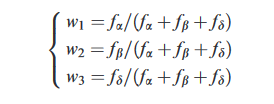 w₁ = fα/(fα + fβ + fδ)
w₂ = fβ/(fα + fβ + fδ)
w₃ = fδ/(fα + fβ + fδ)